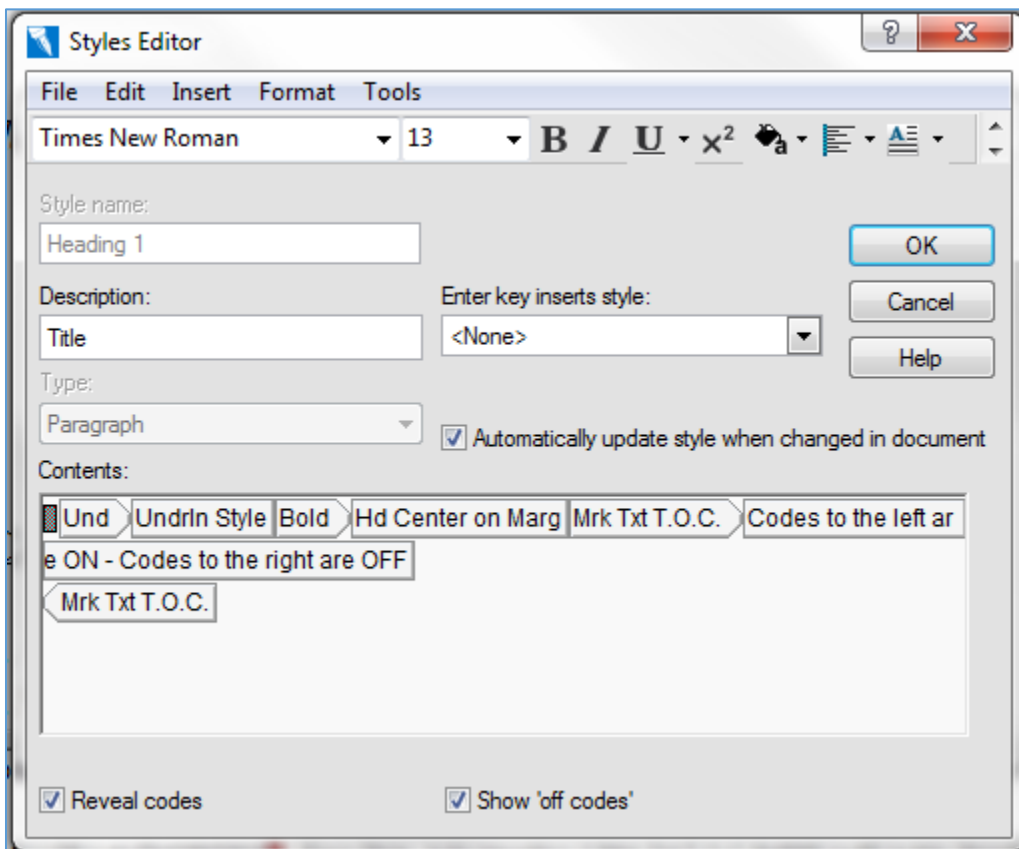 Styles Editor
File Edit Insert Format Tools
Times New Roman 13 B I U x² a A
Style name:
Heading 1
OK
Description:
Enter key inserts style:
Cancel
Title
<None>
Help
Type:
Paragraph
Automatically update style when changed in document
Contents:
Und Undrln Style Bold Hd Center on Marg Mrk Txt T.O.C. Codes to the left ar
e ON - Codes to the right are OFF
Mrk Txt T.O.C.
Reveal codes Show 'off codes'